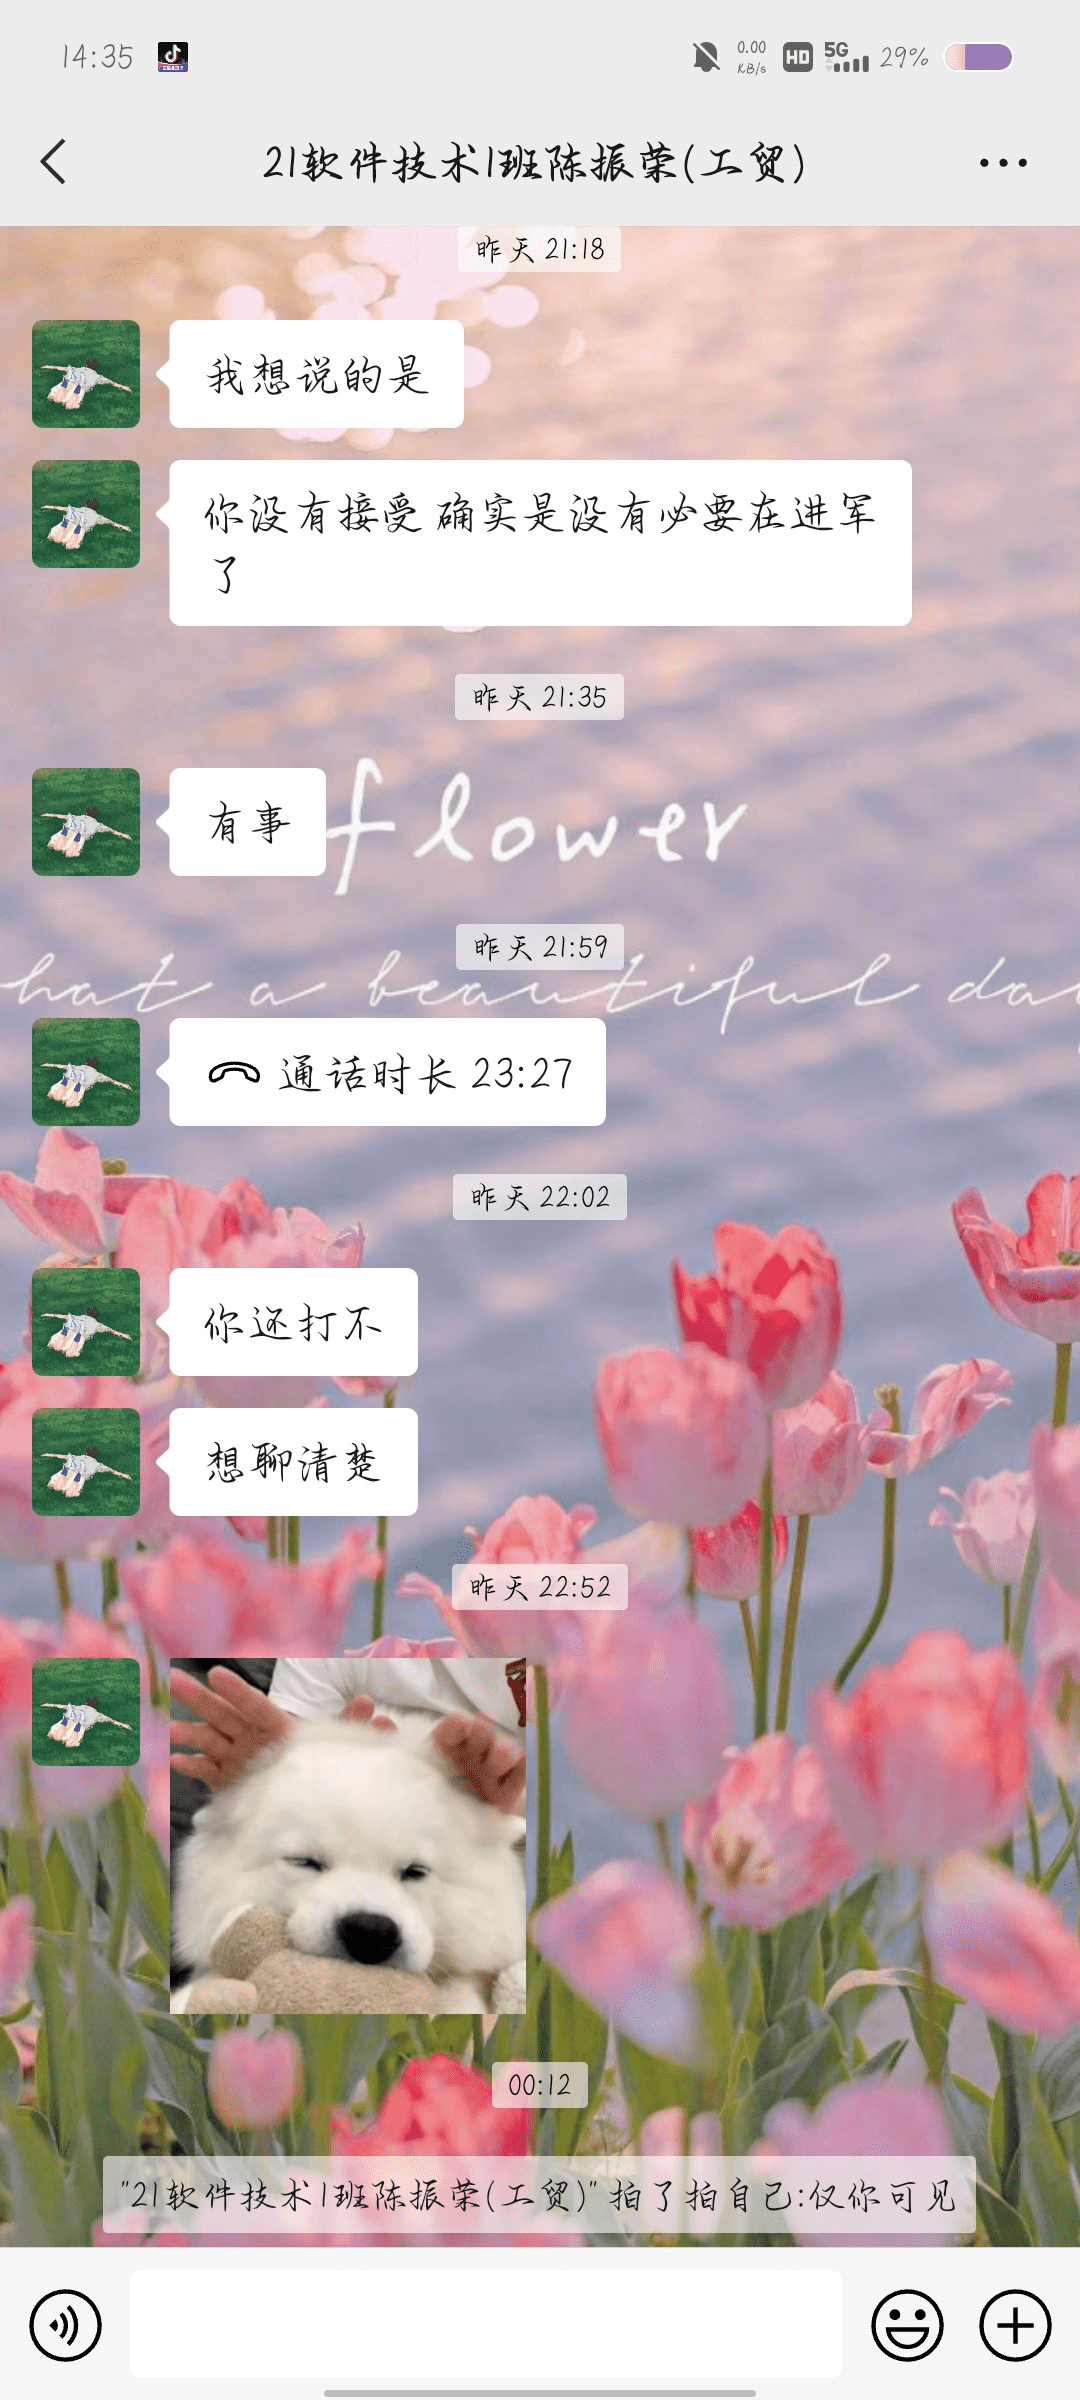 14:35
0.00
KB/s
HD
5G
29%
21软件技术1班陈振荣(工贸)
昨天 21:18
我想说的是
你没有接受 确实是没有必要在进军
了
昨天 21:35
有事
flower
昨天 21:59
hat a beautiful da
通话时长 23:27
昨天 22:02
你还打不
想聊清楚
昨天 22:52
00:12
"21软件技术1班陈振荣(工贸)" 拍了拍自己:仅你可见